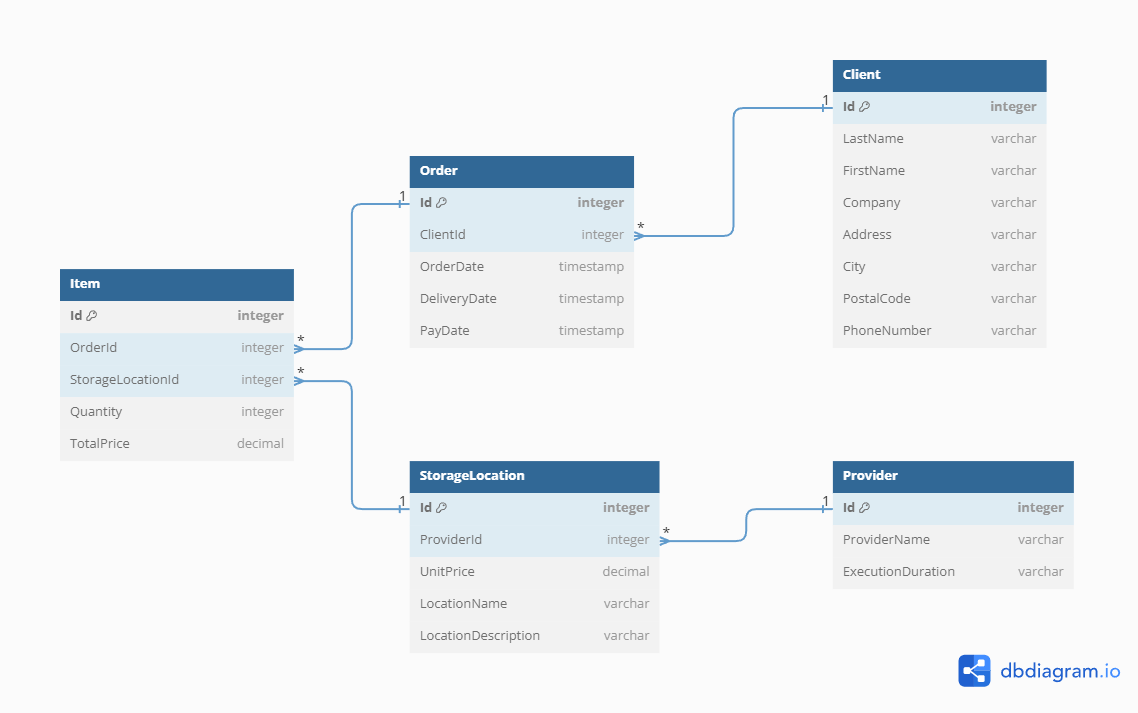 Client
Id integer
LastName varchar
FirstName varchar
Company varchar
Address varchar
City varchar
PostalCode varchar
PhoneNumber varchar
1
Order
Id integer
ClientId integer
OrderDate timestamp
DeliveryDate timestamp
PayDate timestamp
1
*
Item
Id integer
OrderId integer
StorageLocationId integer
Quantity integer
TotalPrice decimal
*
*
StorageLocation
Id integer
ProviderId integer
UnitPrice decimal
LocationName varchar
LocationDescription varchar
1
*
Provider
Id integer
ProviderName varchar
ExecutionDuration varchar
1
dbdiagram.io